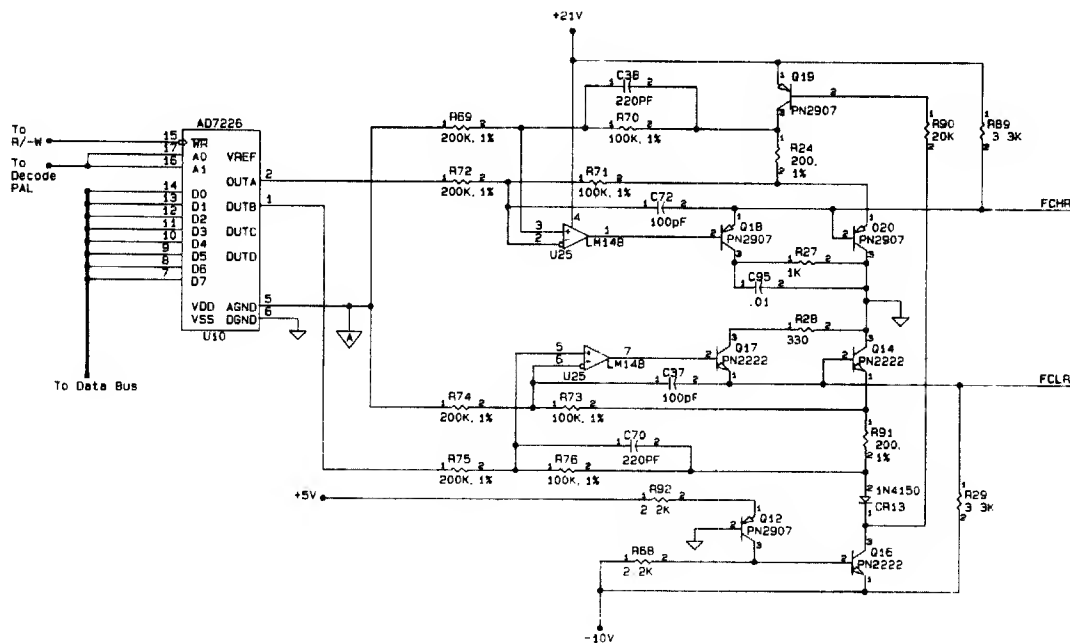 +21V
C38
220PF
Q19
PN2907
R90
20K
R89
3 3K
R69
200K, 1%
R70
100K, 1%
R24
200,
1%
AD7226
To
R/-W
To
Decode
PAL
15
17
16
WR
A0
A1
VREF
OUTA
OUTB
OUTC
OUTD
2
1
14
13
12
11
10
9
8
7
D0
D1
D2
D3
D4
D5
D6
D7
VDD AGND
VSS DGND
5
6
U10
A
To Data Bus
R72
200K, 1%
R71
100K, 1%
C72
100pF
FCHR
Q18
PN2907
Q20
PN2907
3
2
4
1
U25
LM148
R27
1K
C95
.01
R28
330
5
6
7
U25
LM148
Q17
PN2222
Q14
PN2222
C37
100pF
FCLR
R74
200K, 1%
R73
100K, 1%
R91
200,
1%
C70
220PF
R75
200K, 1%
R76
100K, 1%
+5V
R92
2 2K
1N4150
CR13
R29
3 3K
Q12
PN2907
R68
2 2K
Q16
PN2222
-10V